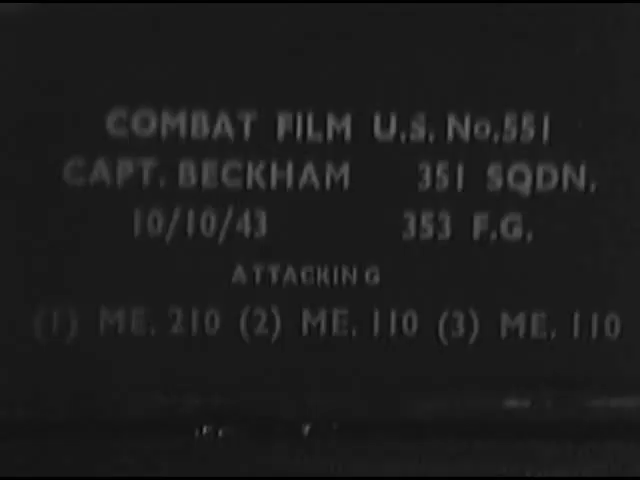 COMBAT FILM U.S. No.551
CAPT. BECKHAM 351 SQDN.
10/10/43 353 F.G.
ATTACKING
(1) ME. 210 (2) ME. 110 (3) ME. 110